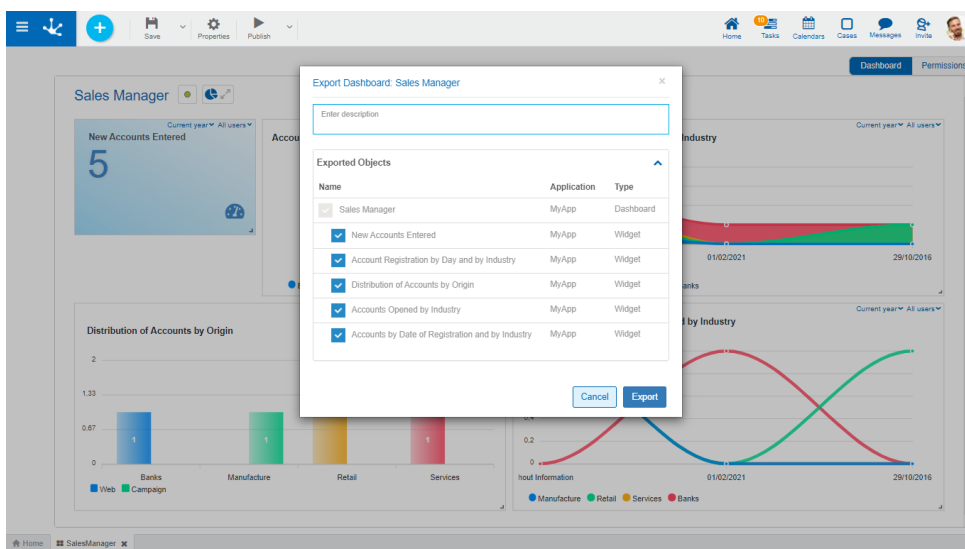 Save
Properties
Publish
Home
10
Tasks
Calendars
Cases
Messages
Invite
Dashboard
Permissions
Sales Manager
Export Dashboard: Sales Manager
×
Enter description
Exported Objects
Name Application Type
Sales Manager MyApp Dashboard
New Accounts Entered MyApp Widget
Account Registration by Day and by Industry MyApp Widget
Distribution of Accounts by Origin MyApp Widget
Accounts Opened by Industry MyApp Widget
Accounts by Date of Registration and by Industry MyApp Widget
Cancel Export
Current year All users
New Accounts Entered
5
Accou
Current year All users
Industry
01/02/2021 29/10/2016
anks
Distribution of Accounts by Origin
2
1.33
0.67
0
1 1 1
Banks Manufacture Retail Services
Web Campaign
Current year All users
by Industry
0.2
0
hout Information 01/02/2021 29/10/2016
Manufacture Retail Services Banks
Home SalesManager